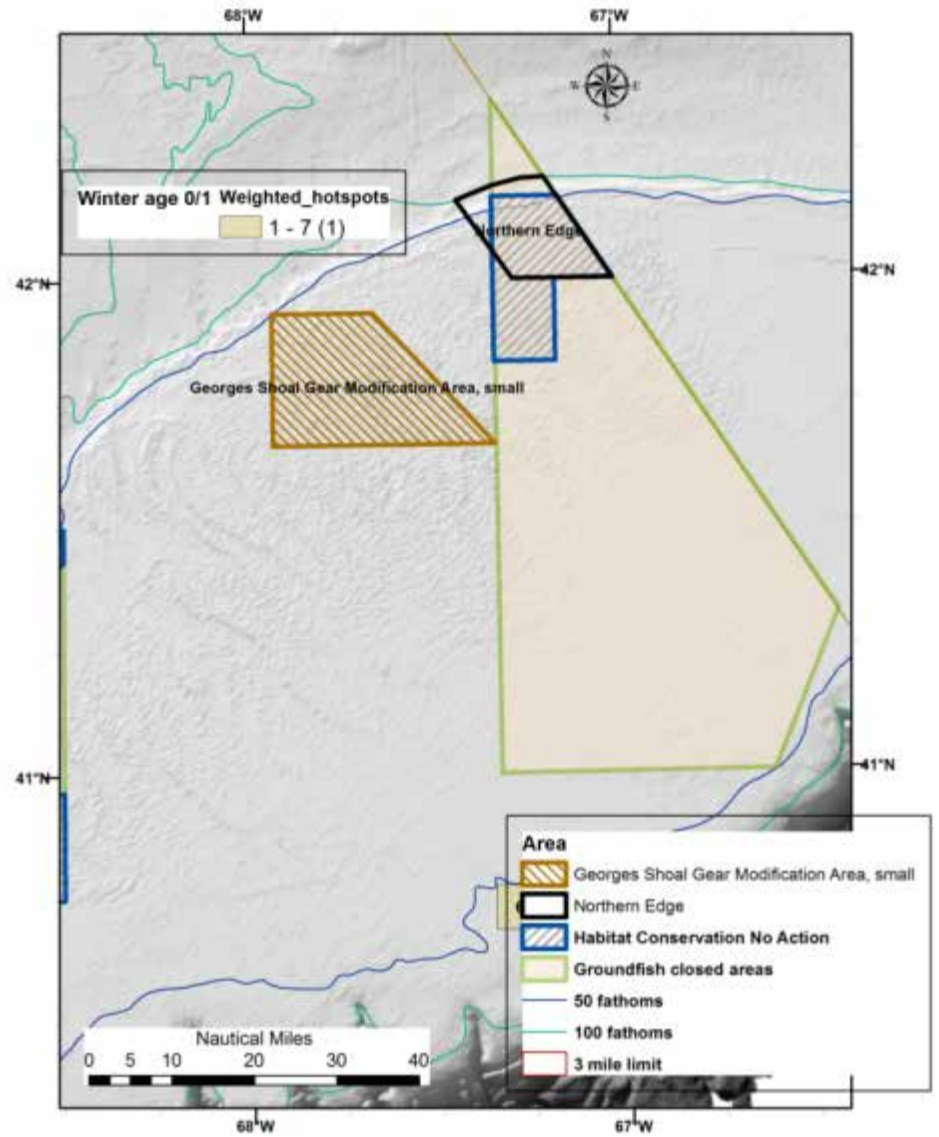 68°W
67°W
N
W
E
S
Winter age 0/1 Weighted_hotspots
1 - 7 (1)
Northern Edge
42°N
42°N
Georges Shoal Gear Modification Area, small
41°N
41°N
Area
Georges Shoal Gear Modification Area, small
Northern Edge
Habitat Conservation No Action
Groundfish closed areas
50 fathoms
100 fathoms
3 mile limit
Nautical Miles
0 5 10 20 30 40
68°W
67°W